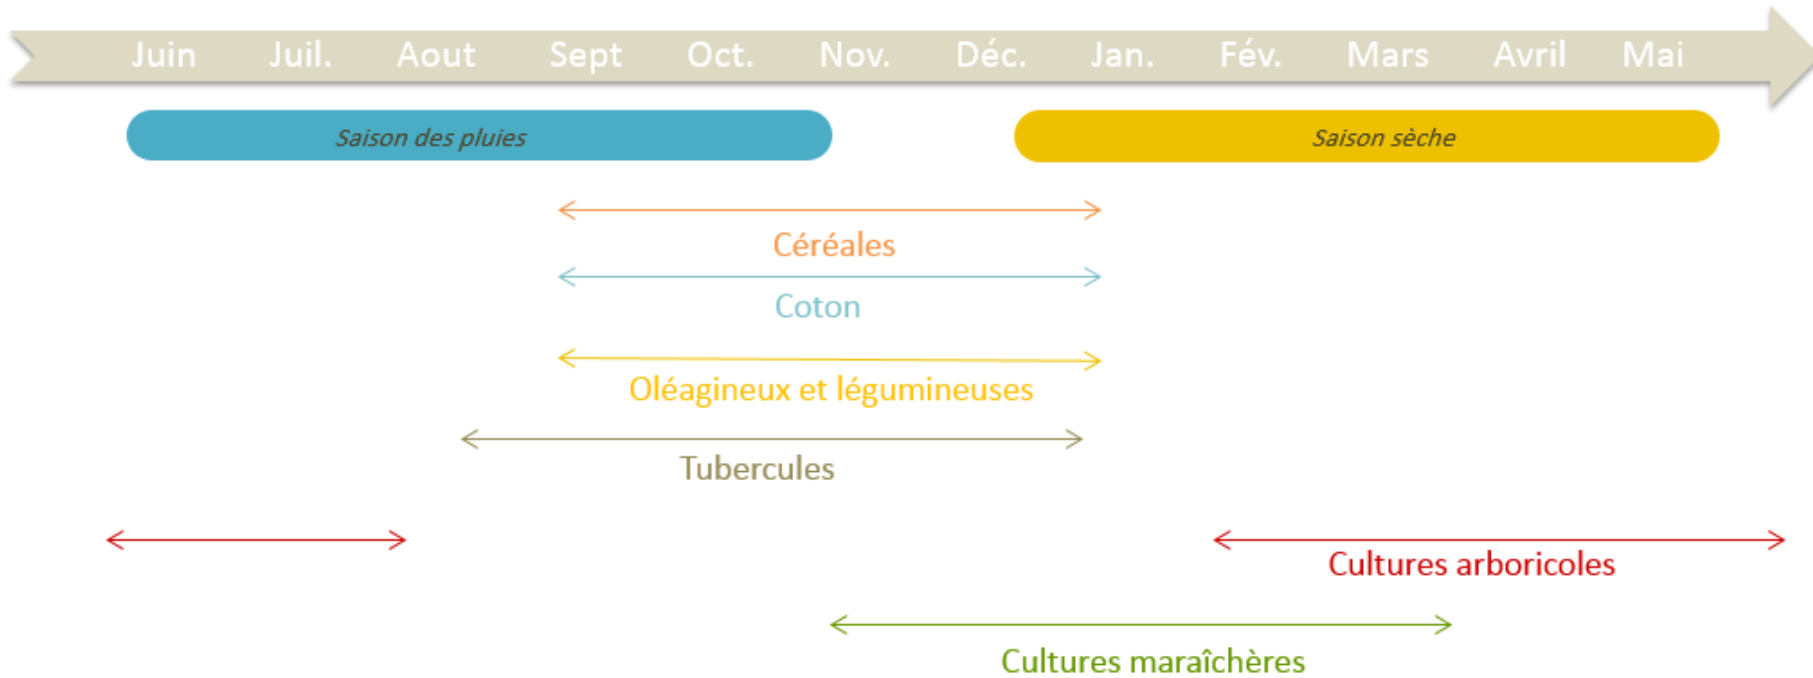 Juin Juil. Aout Sept Oct. Nov. Déc. Jan. Fév. Mars Avril Mai
Saison des pluies Saison sèche
Céréales
Coton
Oléagineux et légumineuses
Tubercules
Cultures arboricoles
Cultures maraîchères